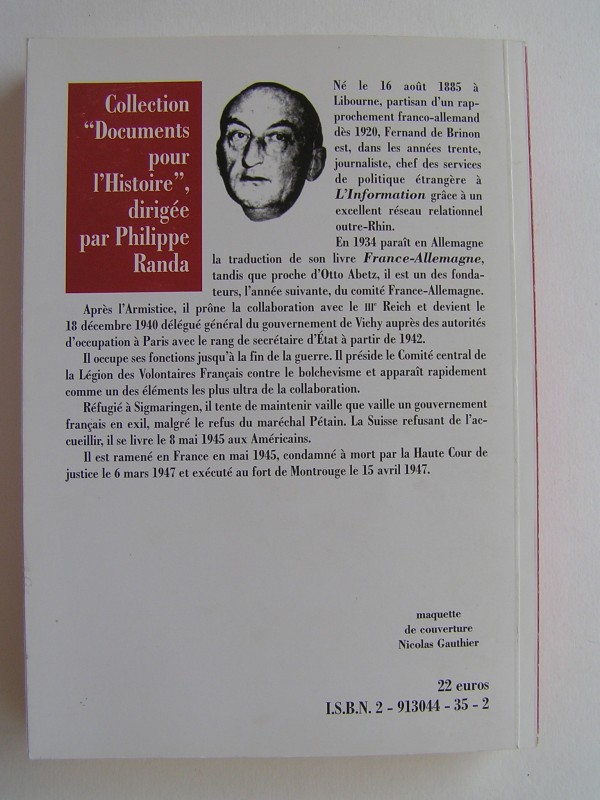 Collection
“Documents
pour
l’Histoire”,
dirigée
par Philippe
Randa
Né le 16 août 1885 à
Libourne, partisan d’un rap-
prochement franco-allemand
dès 1920, Fernand de Brinon
est, dans les années trente,
journaliste, chef des services
de politique étrangère à
L’Information grâce à un
excellent réseau relationnel
outre-Rhin.
En 1934 paraît en Allemagne
la traduction de son livre France-Allemagne,
tandis que proche d’Otto Abetz, il est un des fonda-
teurs, l’année suivante, du comité France-Allemagne.
Après l’Armistice, il prône la collaboration avec le IIIe Reich et devient le
18 décembre 1940 délégué général du gouvernement de Vichy auprès des autorités
d’occupation à Paris avec le rang de secrétaire d’État à partir de 1942.
Il occupe ses fonctions jusqu’à la fin de la guerre. Il préside le Comité central de
la Légion des Volontaires Français contre le bolchevisme et apparaît rapidement
comme un des éléments les plus ultra de la collaboration.
Réfugié à Sigmaringen, il tente de maintenir vaille que vaille un gouvernement
français en exil, malgré le refus du maréchal Pétain. La Suisse refusant de l’ac-
cueillir, il se livre le 8 mai 1945 aux Américains.
Il est ramené en France en mai 1945, condamné à mort par la Haute Cour de
justice le 6 mars 1947 et exécuté au fort de Montrouge le 15 avril 1947.
maquette
de couverture
Nicolas Gauthier
22 euros
I.S.B.N. 2 - 913044 - 35 - 2